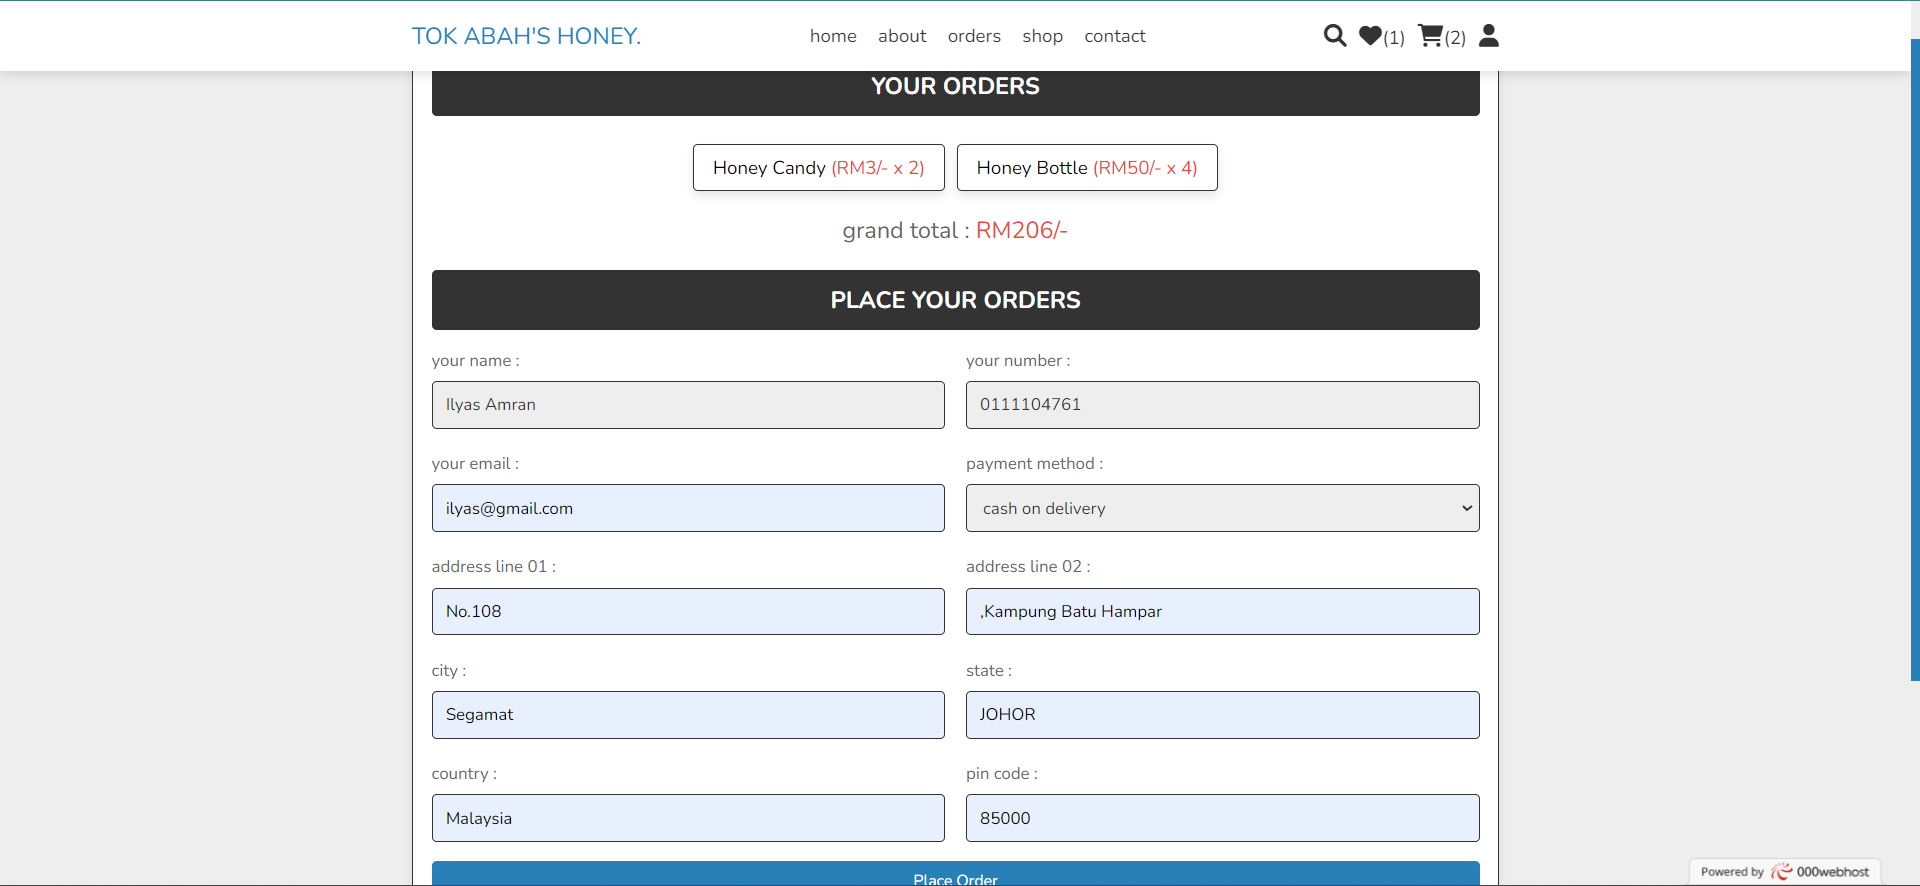 TOK ABAH'S HONEY. home about orders shop contact (1) (2)
YOUR ORDERS
Honey Candy (RM3/- x 2) Honey Bottle (RM50/- x 4)
grand total : RM206/-
PLACE YOUR ORDERS
your name : your number :
Ilyas Amran 0111104761
your email : payment method :
ilyas@gmail.com cash on delivery
address line 01 : address line 02 :
No.108 ,Kampung Batu Hampar
city : state :
Segamat JOHOR
country : pin code :
Malaysia 85000
Place Order
Powered by 000webhost